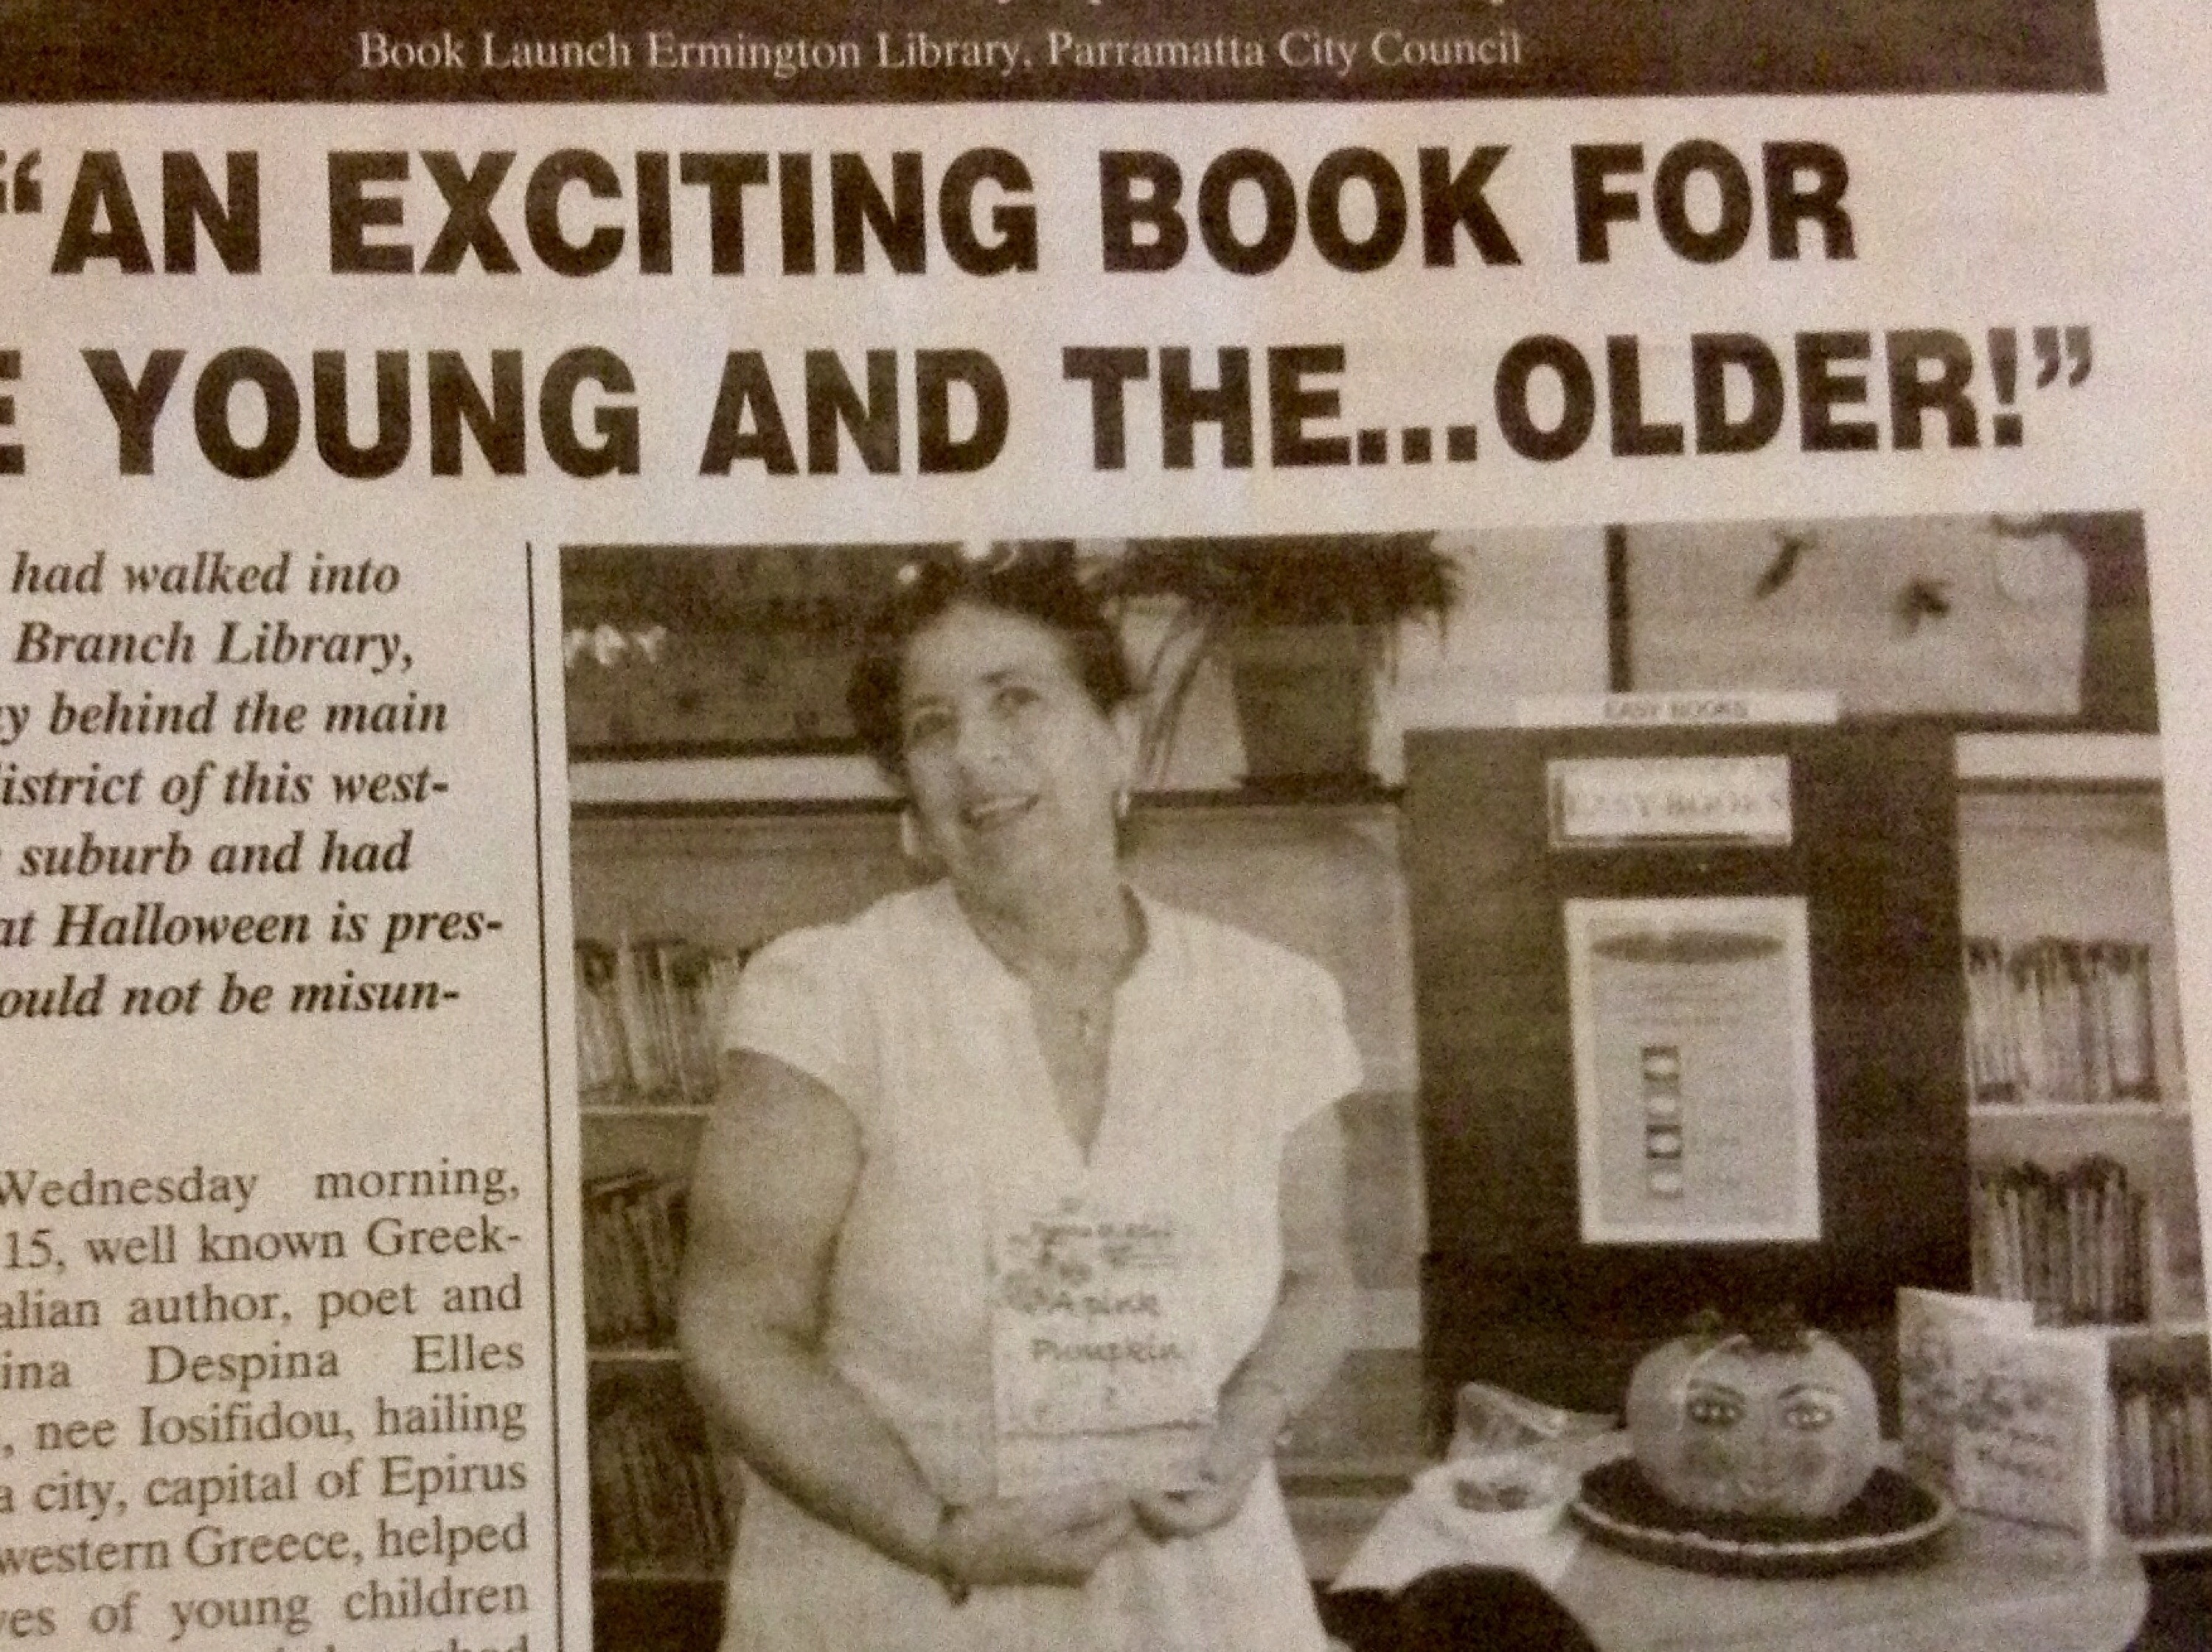 Book Launch Ermington Library, Parramatta City Council
“AN EXCITING BOOK FOR
E YOUNG AND THE...OLDER!”
had walked into
Branch Library,
y behind the main
istrict of this west-
suburb and had
at Halloween is pres-
ould not be misun-
Wednesday morning,
15, well known Greek-
alian author, poet and
ina Despina Elles
, nee Iosifidou, hailing
a city, capital of Epirus
western Greece, helped
ves of young children
EASY BOOKS
EASY BOOKS
A pink
Pumpkin